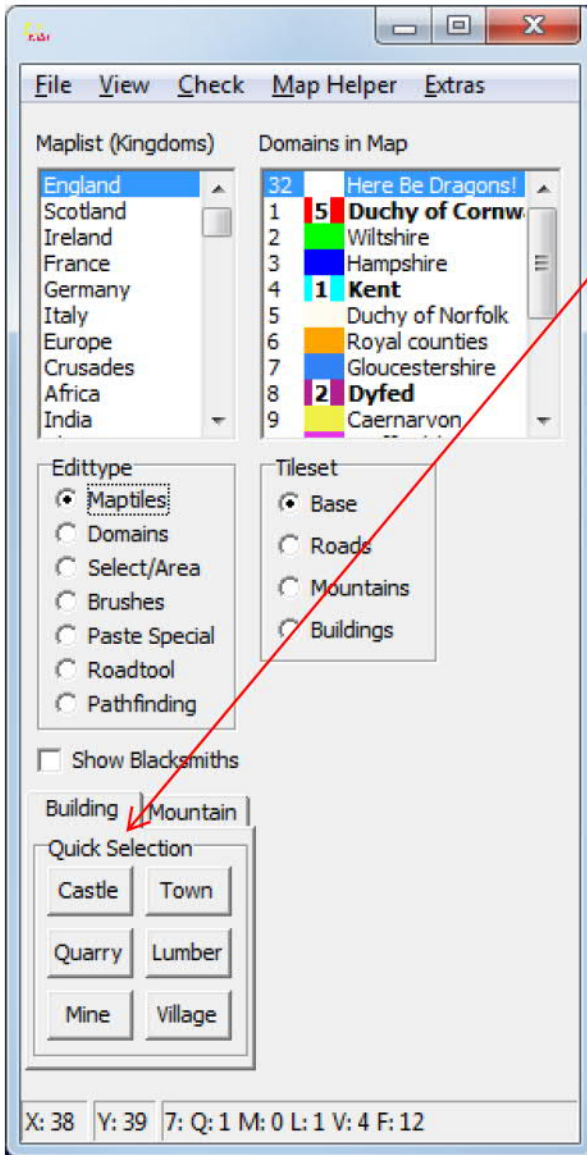 File View Check Map Helper Extras
Maplist (Kingdoms) Domains in Map
England
Scotland
Ireland
France
Germany
Italy
Europe
Crusades
Africa
India
32 Here Be Dragons!
1 5 Duchy of Cornw
2 Wiltshire
3 Hampshire
4 1 Kent
5 Duchy of Norfolk
6 Royal counties
7 Gloucestershire
8 2 Dyfed
9 Caernarvon
Edittype
Maptiles
Domains
Select/Area
Brushes
Paste Special
Roadtool
Pathfinding
Tileset
Base
Roads
Mountains
Buildings
Show Blacksmiths
Building Mountain
Quick Selection
Castle Town
Quarry Lumber
Mine Village
X: 38 Y: 39 7: Q: 1 M: 0 L: 1 V: 4 F: 12